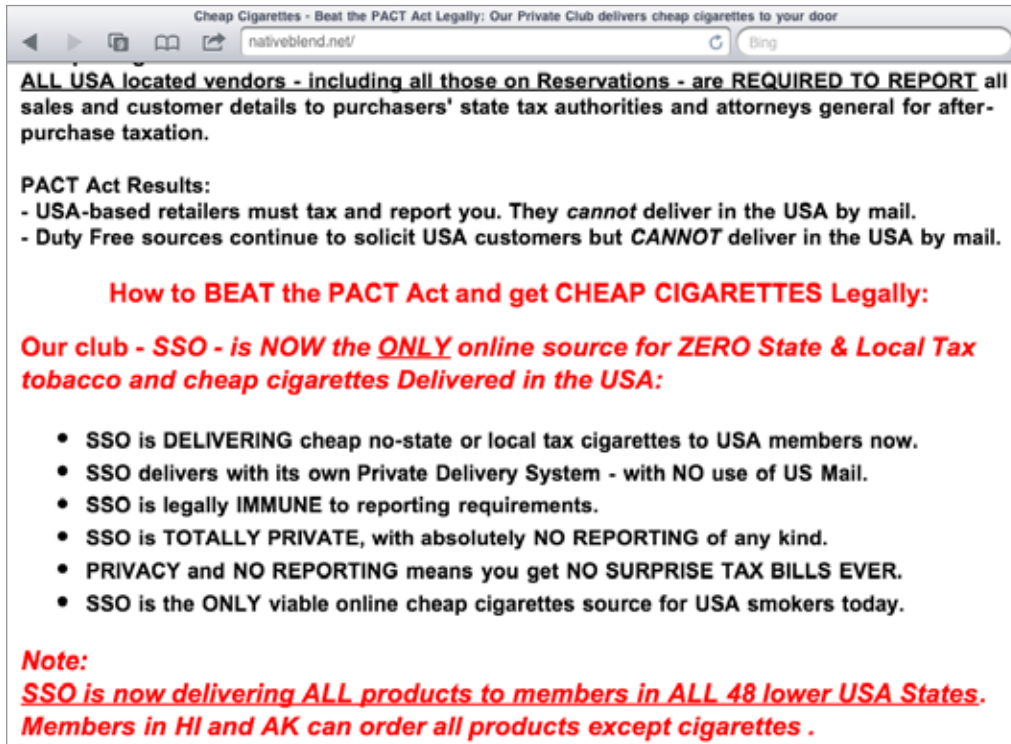 Cheap Cigarettes - Beat the PACT Act Legally: Our Private Club delivers cheap cigarettes to your door
nativeblend.net/
Bing
ALL USA located vendors - including all those on Reservations - are REQUIRED TO REPORT all
sales and customer details to purchasers' state tax authorities and attorneys general for after-
purchase taxation.
PACT Act Results:
- USA-based retailers must tax and report you. They cannot deliver in the USA by mail.
- Duty Free sources continue to solicit USA customers but CANNOT deliver in the USA by mail.
How to BEAT the PACT Act and get CHEAP CIGARETTES Legally:
Our club - SSO - is NOW the ONLY online source for ZERO State & Local Tax
tobacco and cheap cigarettes Delivered in the USA:
• SSO is DELIVERING cheap no-state or local tax cigarettes to USA members now.
• SSO delivers with its own Private Delivery System - with NO use of US Mail.
• SSO is legally IMMUNE to reporting requirements.
• SSO is TOTALLY PRIVATE, with absolutely NO REPORTING of any kind.
• PRIVACY and NO REPORTING means you get NO SURPRISE TAX BILLS EVER.
• SSO is the ONLY viable online cheap cigarettes source for USA smokers today.
Note:
SSO is now delivering ALL products to members in ALL 48 lower USA States.
Members in HI and AK can order all products except cigarettes .